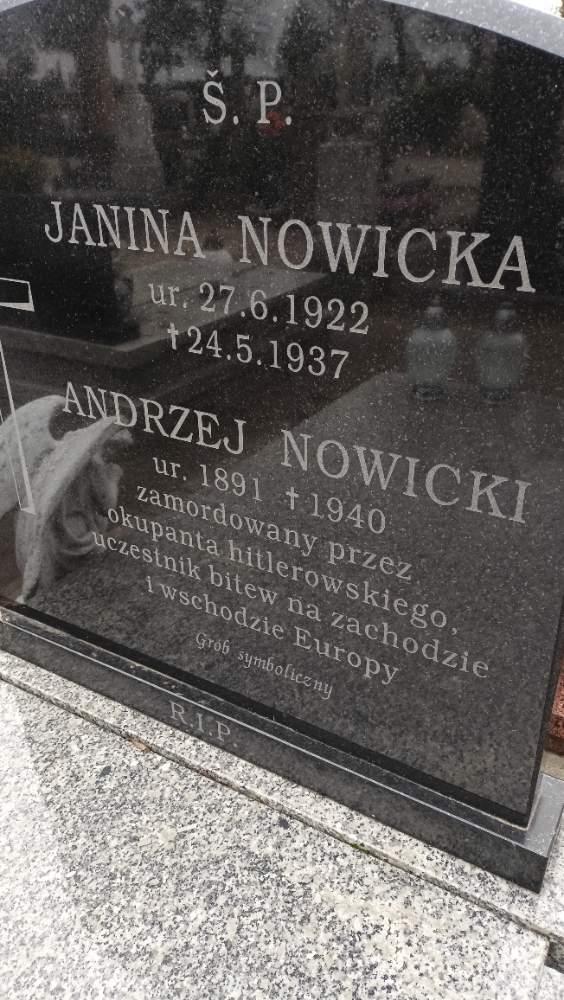 Š. P.
JANINA NOWICKA
ur. 27.6.1922
†24.5.1937
ANDRZEJ NOWICKI
ur. 1891 †1940
zamordowany przez
okupanta hitlerowskiego,
uczestnik bitew na zachodzie
i wschodzie Europy
Grób symboliczny
R.I.P.